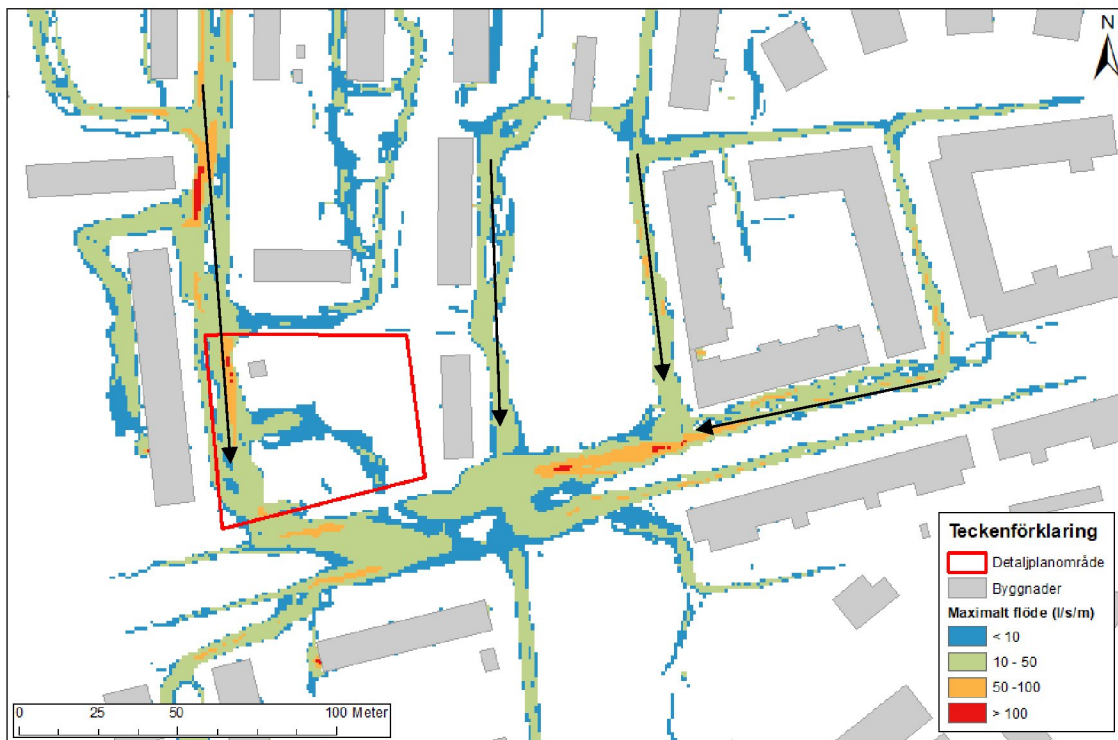 N
Teckenförklaring
Detaljplanområde
Byggnader
Maximalt flöde (l/s/m)
< 10
10 - 50
50 -100
> 100
0 25 50 100 Meter